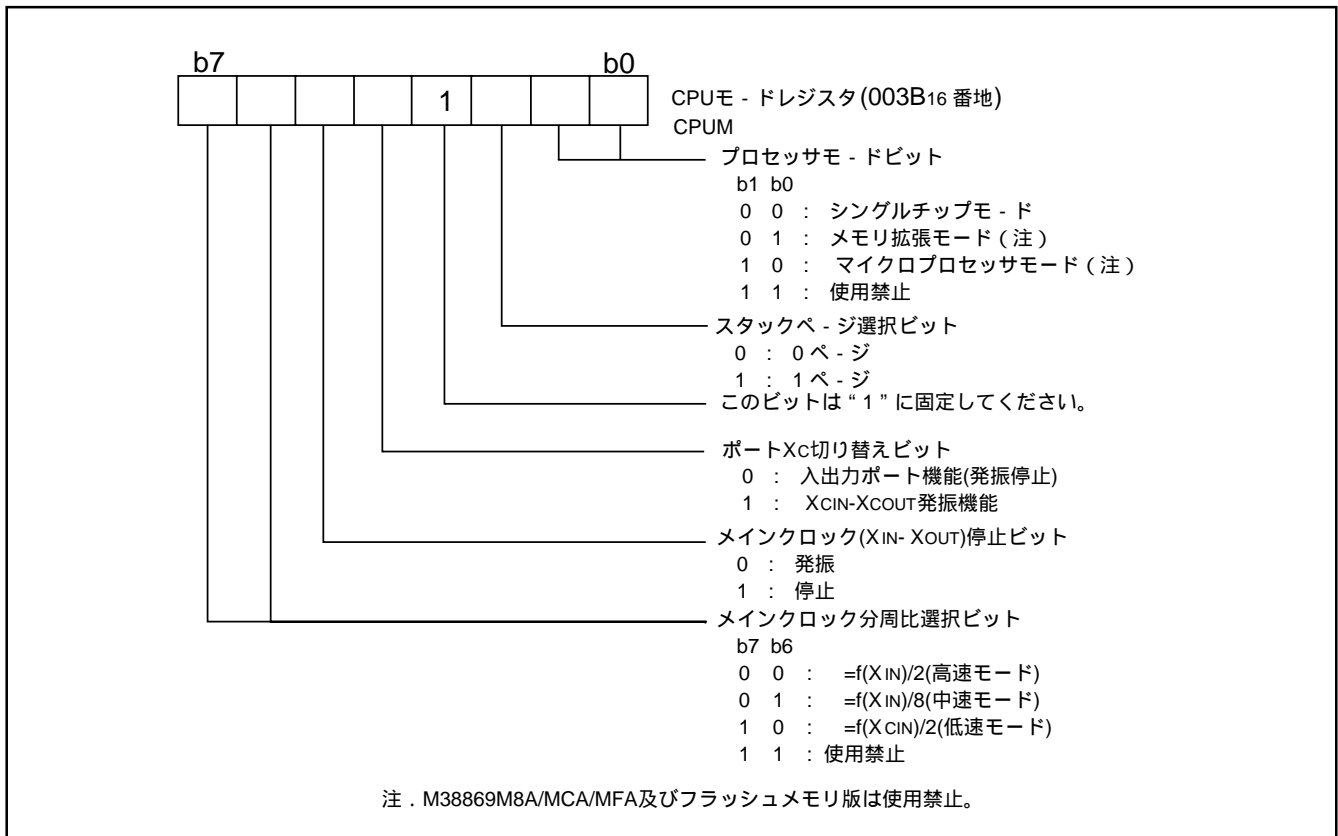 b7 b0
1
CPUモ - ドレジスタ(003B16 番地)
CPUM
プロセッサモ - ドビット
b1 b0
0 0 : シングルチップモ - ド
0 1 : メモリ拡張モード(注)
1 0 : マイクロプロセッサモード(注)
1 1 : 使用禁止
スタックペ - ジ選択ビット
0 : 0 ペ - ジ
1 : 1 ペ - ジ
このビットは “ 1 ” に固定してください。
ポートXC切り替えビット
0 : 入出力ポート機能(発振停止)
1 : XCIN-XCOUT発振機能
メインクロック(XIN- XOUT)停止ビット
0 : 発振
1 : 停止
メインクロック分周比選択ビット
b7 b6
0 0 : =f(XIN)/2(高速モード)
0 1 : =f(XIN)/8(中速モード)
1 0 : =f(XCIN)/2(低速モード)
1 1 : 使用禁止
注.M38869M8A/MCA/MFA及びフラッシュメモリ版は使用禁止。